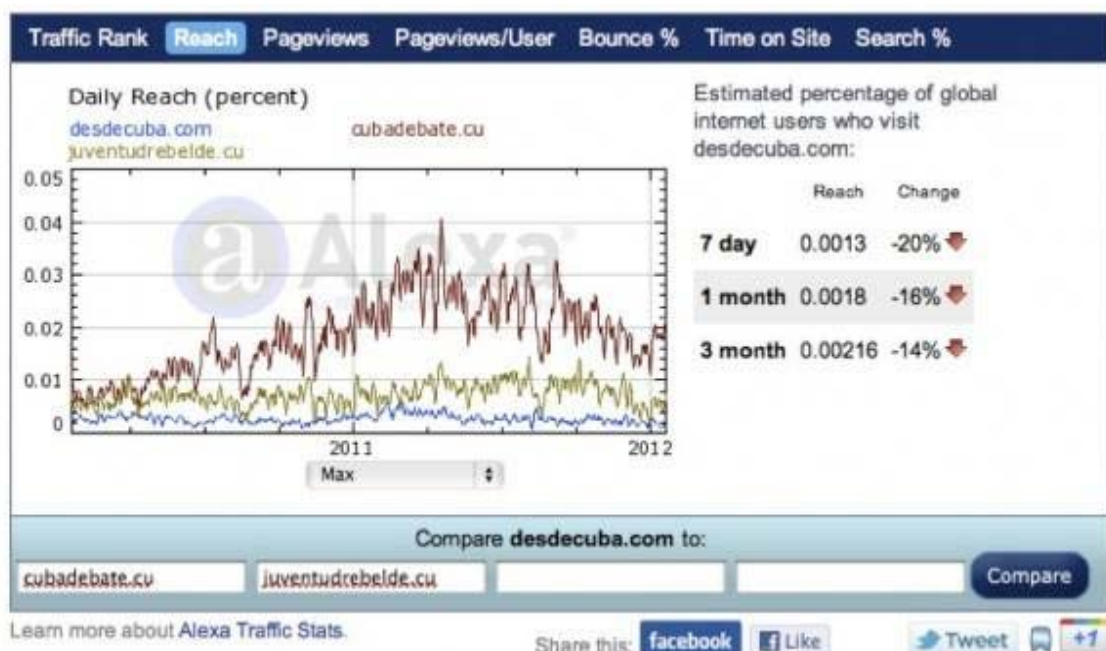 Traffic Rank Reach Pageviews Pageviews/User Bounce % Time on Site Search %
Daily Reach (percent)
desdecuba.com cubadebate.cu
juventudrebelde.cu
Estimated percentage of global
internet users who visit
desdecuba.com:
Reach Change
7 day 0.0013 -20%
1 month 0.0018 -16%
3 month 0.00216 -14%
0.05
0.04
0.03
0.02
0.01
0
a Alexa
2011 2012
Max
Compare desdecuba.com to:
cubadebate.cu juventudrebelde.cu Compare
Learn more about Alexa Traffic Stats.
Share this: facebook f Like Tweet +1